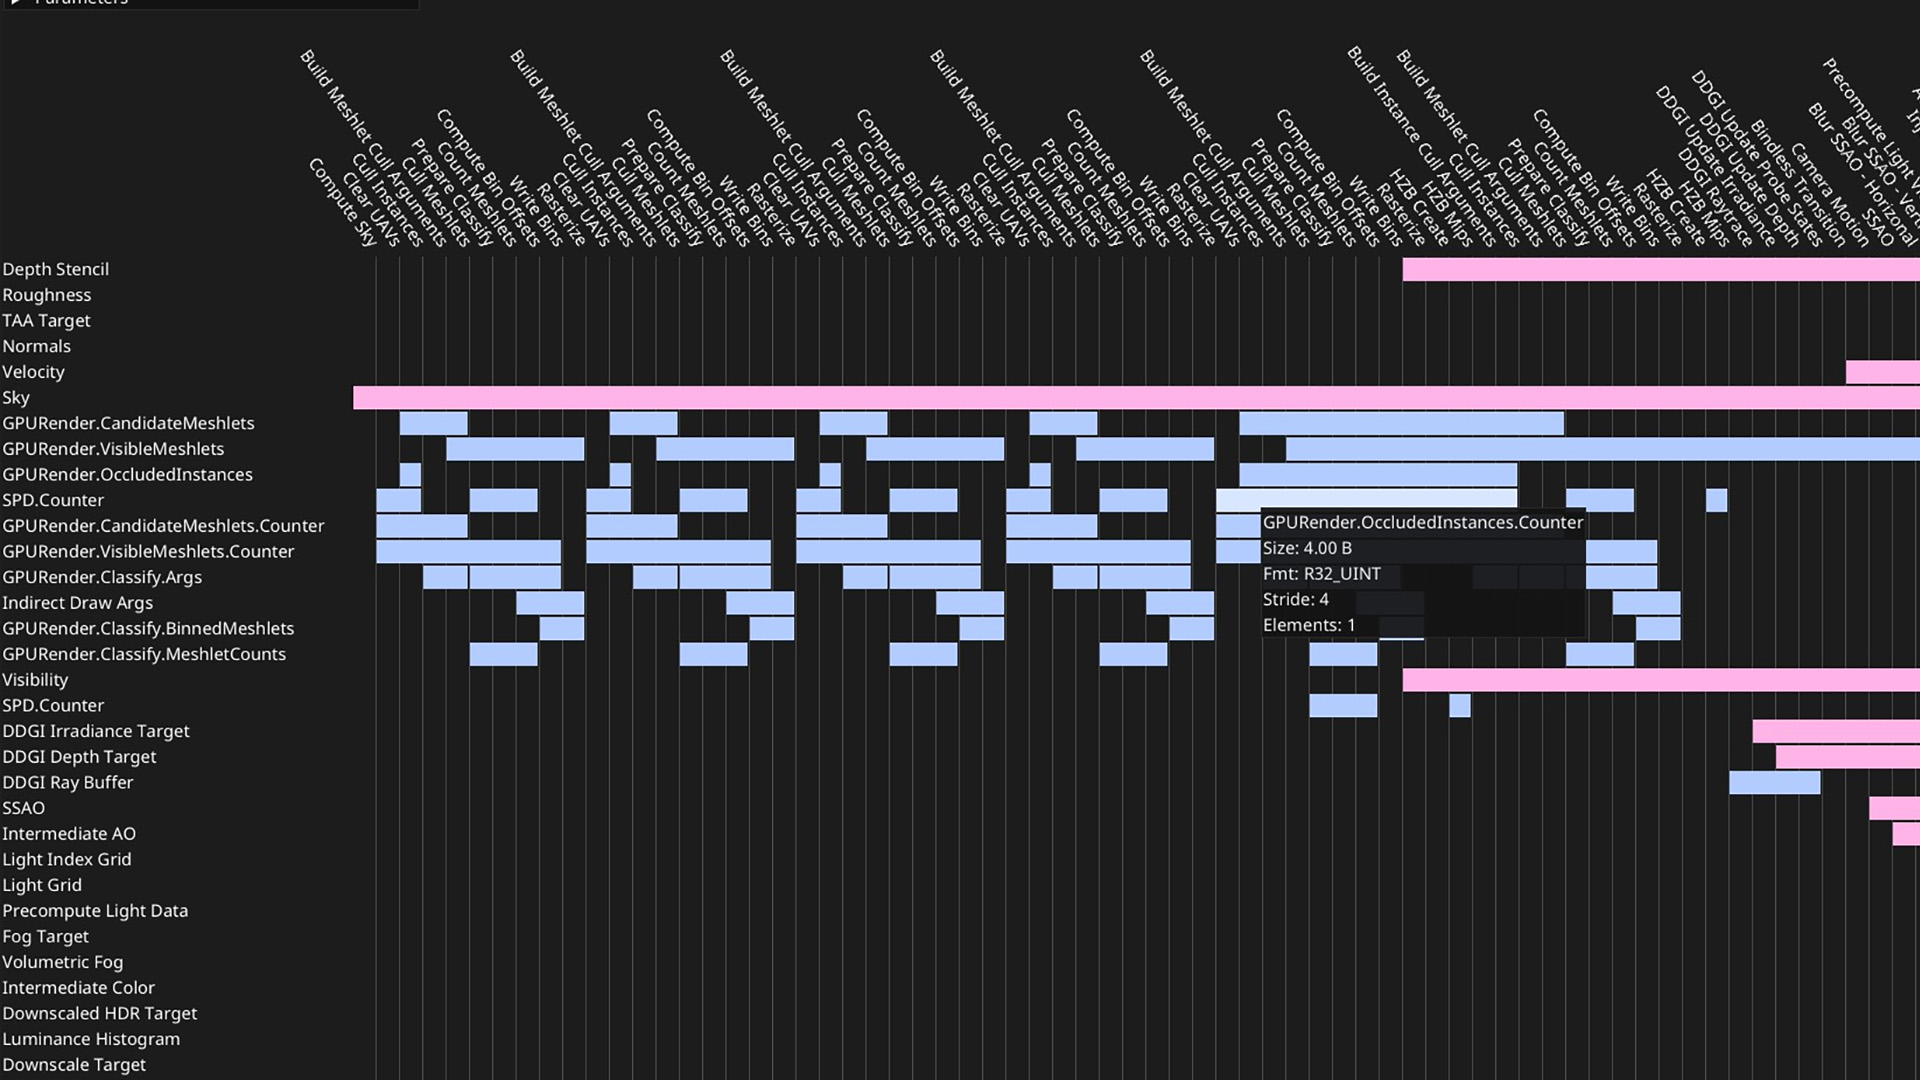 Parameters
Compute Sky
Clear UAVs
Cull Instances
Build Meshlet Cull Arguments
Cull Meshlets
Prepare Classify
Count Meshlets
Compute Bin Offsets
Write Bins
Rasterize
Clear UAVs
Cull Instances
Build Meshlet Cull Arguments
Cull Meshlets
Prepare Classify
Count Meshlets
Compute Bin Offsets
Write Bins
Rasterize
Clear UAVs
Cull Instances
Build Meshlet Cull Arguments
Cull Meshlets
Prepare Classify
Count Meshlets
Compute Bin Offsets
Write Bins
Rasterize
Clear UAVs
Cull Instances
Build Meshlet Cull Arguments
Cull Meshlets
Prepare Classify
Count Meshlets
Compute Bin Offsets
Write Bins
Rasterize
Clear UAVs
Cull Instances
Build Meshlet Cull Arguments
Cull Meshlets
Prepare Classify
Count Meshlets
Compute Bin Offsets
Write Bins
Rasterize
HZB Create
HZB Mips
Build Instance Cull Arguments
Cull Instances
Build Meshlet Cull Arguments
Cull Meshlets
Prepare Classify
Count Meshlets
Compute Bin Offsets
Write Bins
Rasterize
HZB Create
HZB Mips
DDGI Raytrace
DDGI Update Irradiance
DDGI Update Depth
DDGI Update Probe States
Bindless Transition
Camera Motion
SSAO
Blur SSAO - Horizonal
Blur SSAO - Vert
Precompute Light V
Depth Stencil
Roughness
TAA Target
Normals
Velocity
Sky
GPURender.CandidateMeshlets
GPURender.VisibleMeshlets
GPURender.OccludedInstances
SPD.Counter
GPURender.CandidateMeshlets.Counter
GPURender.OccludedInstances.Counter
GPURender.VisibleMeshlets.Counter
Size: 4.00 B
GPURender.Classify.Args
Fmt: R32_UINT
Indirect Draw Args
Stride: 4
GPURender.Classify.BinnedMeshlets
Elements: 1
GPURender.Classify.MeshletCounts
Visibility
SPD.Counter
DDGI Irradiance Target
DDGI Depth Target
DDGI Ray Buffer
SSAO
Intermediate AO
Light Index Grid
Light Grid
Precompute Light Data
Fog Target
Volumetric Fog
Intermediate Color
Downscaled HDR Target
Luminance Histogram
Downscale Target